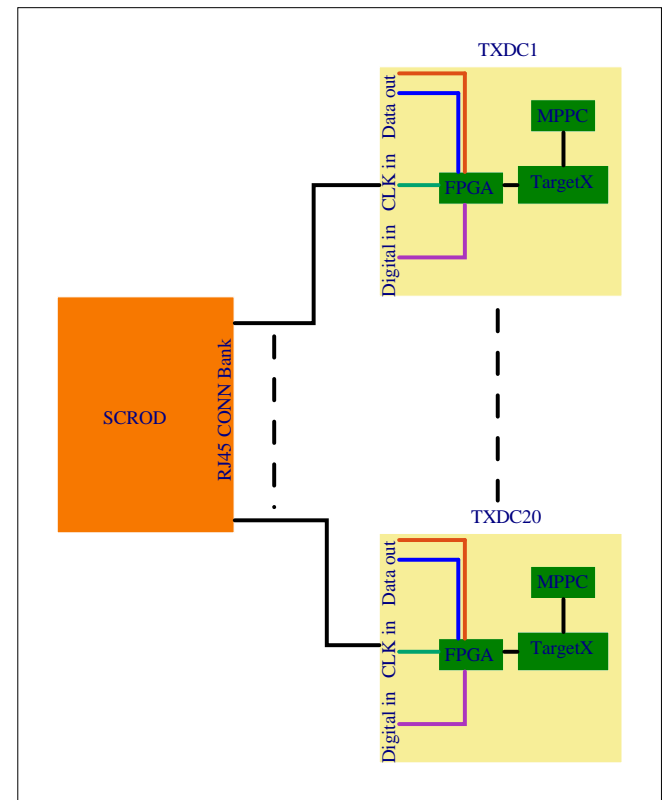 TXDC1
Data out
MPPC
CLK in
FPGA
TargetX
Digital in
SCROD
RJ45 CONN Bank
TXDC20
Data out
MPPC
CLK in
FPGA
TargetX
Digital in